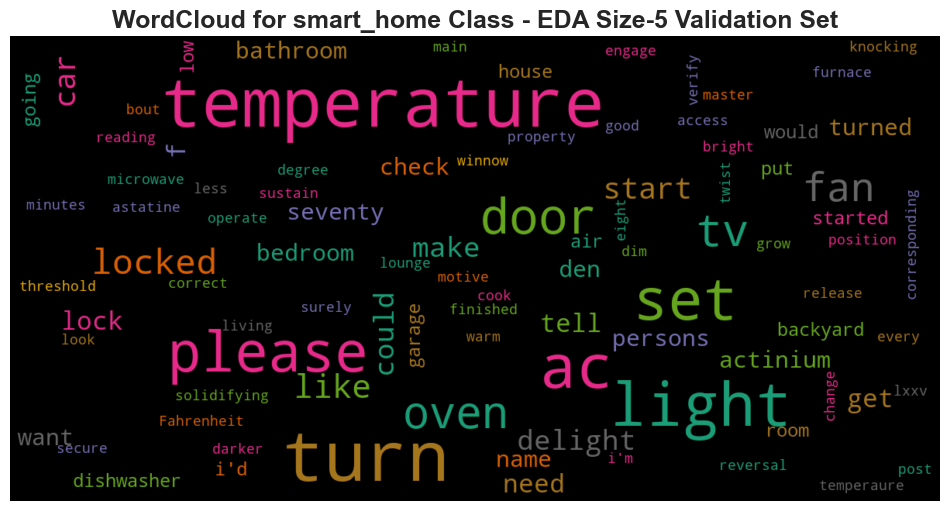 WordCloud for smart_home Class - EDA Size-5 Validation Set
main
engage
knocking
low
bathroom
car
going
house
verify
furnace
temperature
master
bout
property
good
access
would
turned
reading
f
bright
check
winnow
put
degree
microwave
less
sustain
start
twist
fan
minutes
astatine
operate
seventy
door
eight
tv
started
corresponding
bedroom
make
air
dim
grow
position
locked
lounge
den
threshold
correct
motive
cook
set
release
surely
finished
lock
living
could
garage
warm
tell
persons
backyard
every
look
please
ac
actinium
solidifying
like
light
change
get
lxxv
Fahrenheit
oven
want
delight
room
secure
darker
turn
name
i'm
reversal
i'd
post
dishwasher
need
temperaure